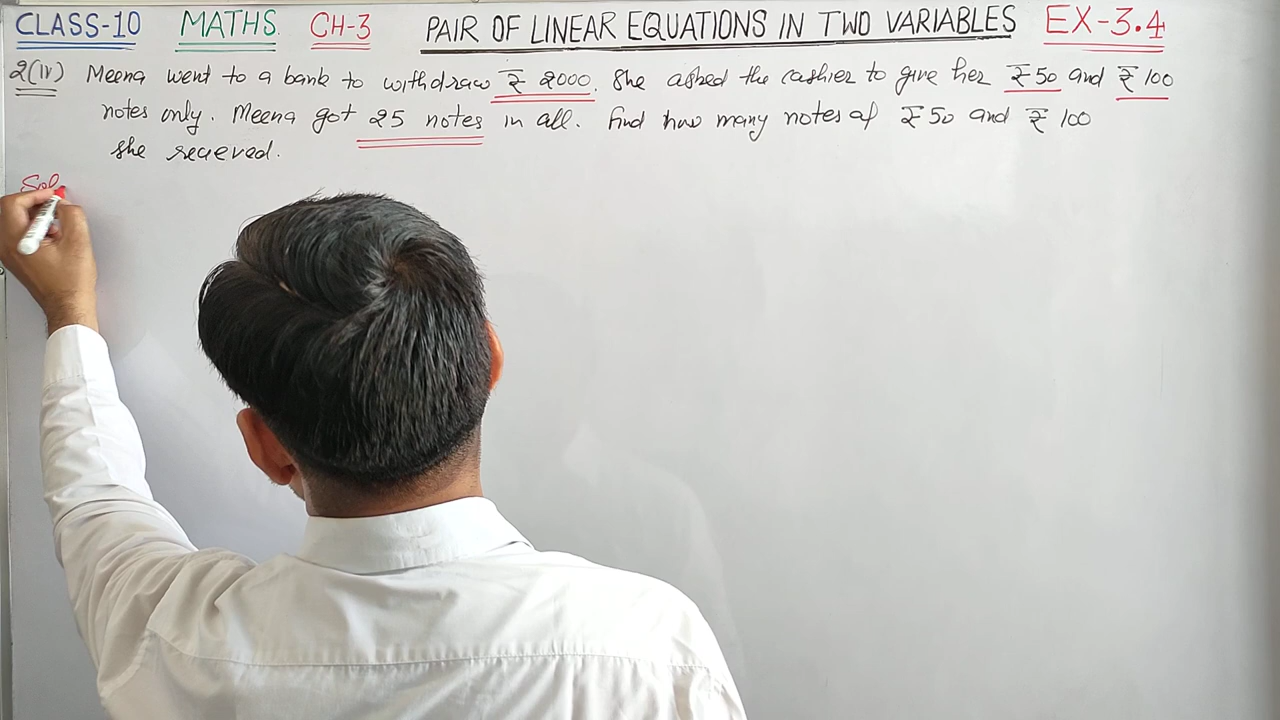 CLASS-10 MATHS CH-3 PAIR OF LINEAR EQUATIONS IN TWO VARIABLES EX-3.4
2(iv) Meena went to a bank to withdraw ₹ 2000. She asked the cashier to give her ₹50 and ₹ 100
notes only. Meena got 25 notes in all. Find how many notes of ₹50 and ₹ 100
she recieved.
Sol